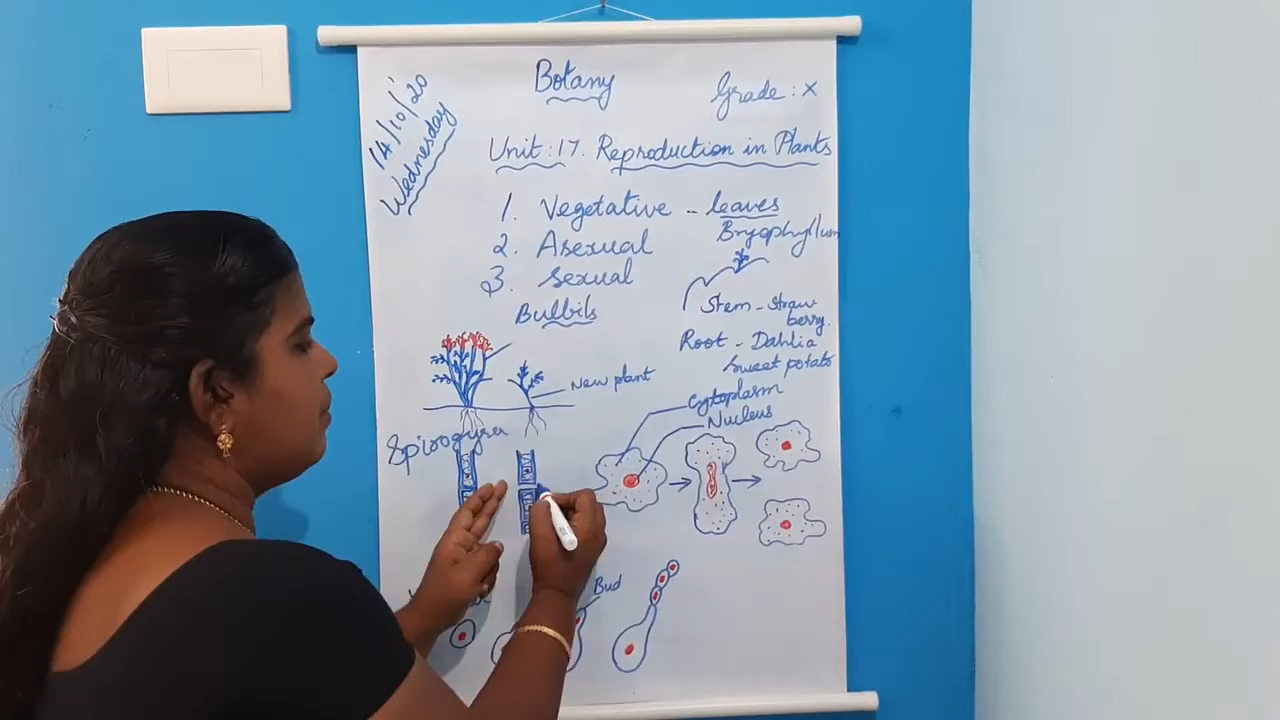 14/10/'20
Wednesday
Botany
Grade : X
Unit : 17. Reproduction in Plants
1. Vegetative -- leaves
Bryophyllum
2. Asexual
3. Sexual
Stem - Straw
berry.
Bulbils
Root - Dahlia
Sweet potato
New plant
Cytoplasm
Nucleus
Spirogyra
Bud